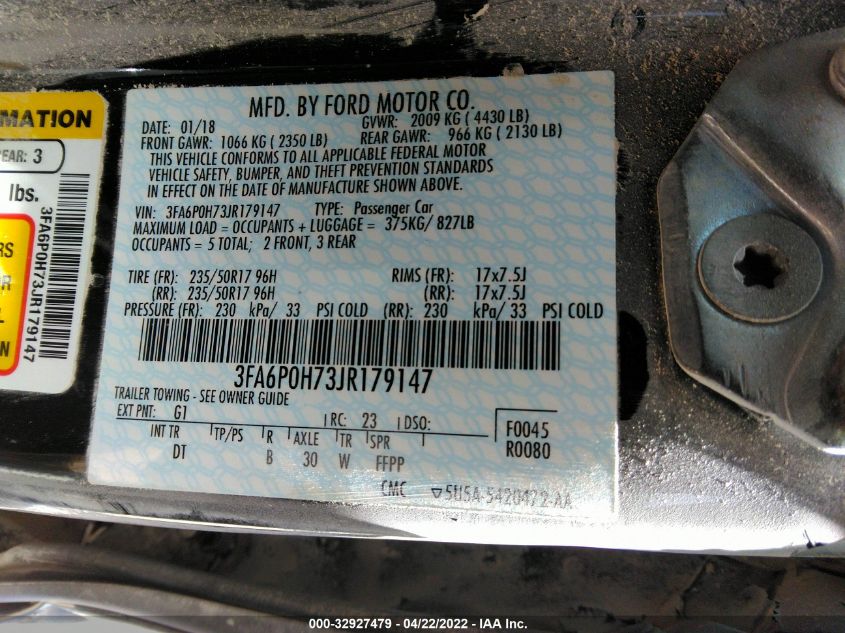 MFD. BY FORD MOTOR CO.
DATE: 01/18 GVWR: 2009 KG ( 4430 LB)
FRONT GAWR: 1066 KG ( 2350 LB) REAR GAWR: 966 KG ( 2130 LB)
THIS VEHICLE CONFORMS TO ALL APPLICABLE FEDERAL MOTOR
VEHICLE SAFETY, BUMPER, AND THEFT PREVENTION STANDARDS
IN EFFECT ON THE DATE OF MANUFACTURE SHOWN ABOVE.
VIN: 3FA6P0H73JR179147 TYPE: Passenger Car
MAXIMUM LOAD = OCCUPANTS + LUGGAGE = 375KG/ 827LB
OCCUPANTS = 5 TOTAL; 2 FRONT, 3 REAR
TIRE (FR): 235/50R17 96H RIMS (FR): 17x7.5J
(RR): 235/50R17 96H (RR): 17x7.5J
PRESSURE (FR): 230 kPa/ 33 PSI COLD (RR): 230 kPa/ 33 PSI COLD
3FA6P0H73JR179147
TRAILER TOWING - SEE OWNER GUIDE
EXT PNT: G1 RC: 23 DSO: F0045
INT TR TP/PS R AXLE TR SPR R0080
DT B 30 W FFPP
CMC 5U5A-5420472-AA
MATION
EAR: 3
lbs.
3FA6P0H73JR179147
RS
R
L
N
000-32927479 - 04/22/2022 - IAA Inc.